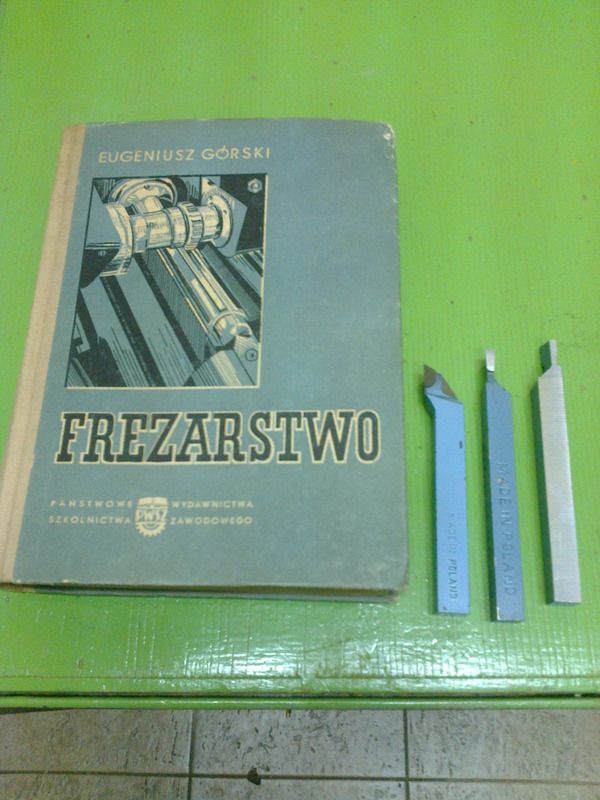 EUGENIUSZ GÓRSKI
FREZARSTWO
PAŃSTWOWE WYDAWNICTWA
SZKOLNICTWA PWSZ ZAWODOWEGO
MADE IN POLAND
MADE IN POLAND